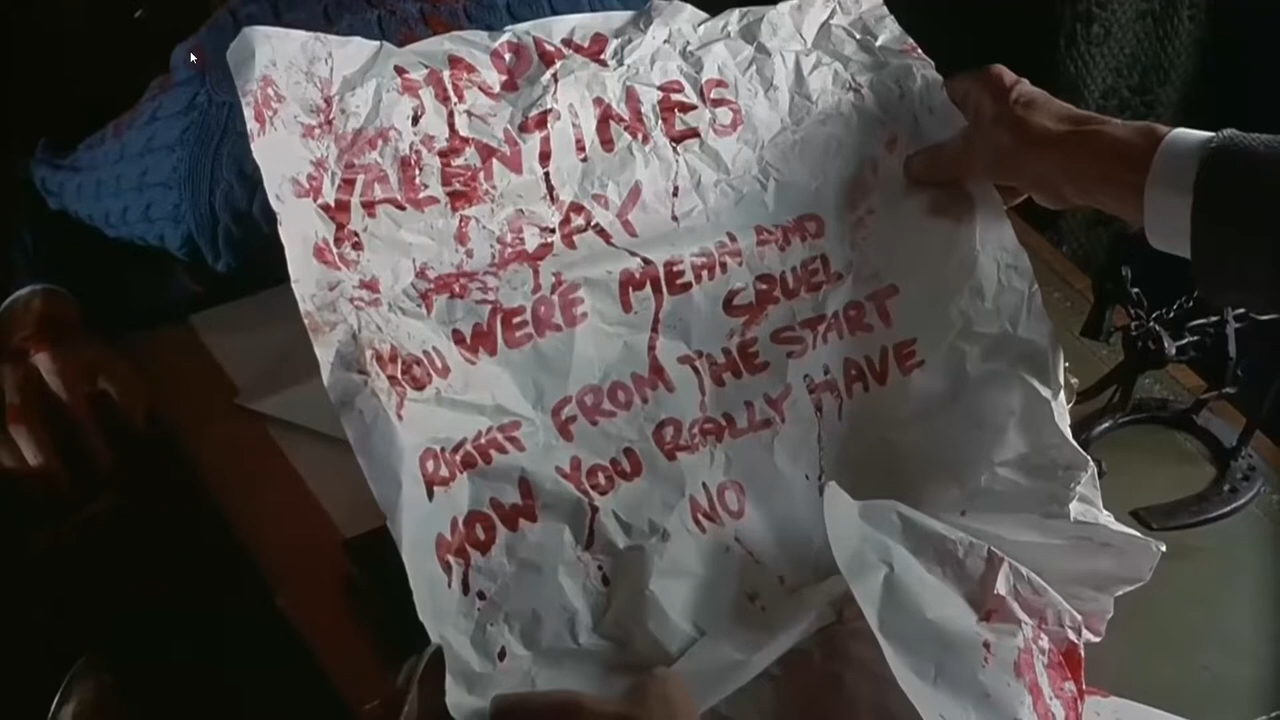 HAPPY
VALENTINES
DAY
YOU WERE MEAN AND
CRUEL
RIGHT FROM THE START
NOW YOU REALLY HAVE
NO